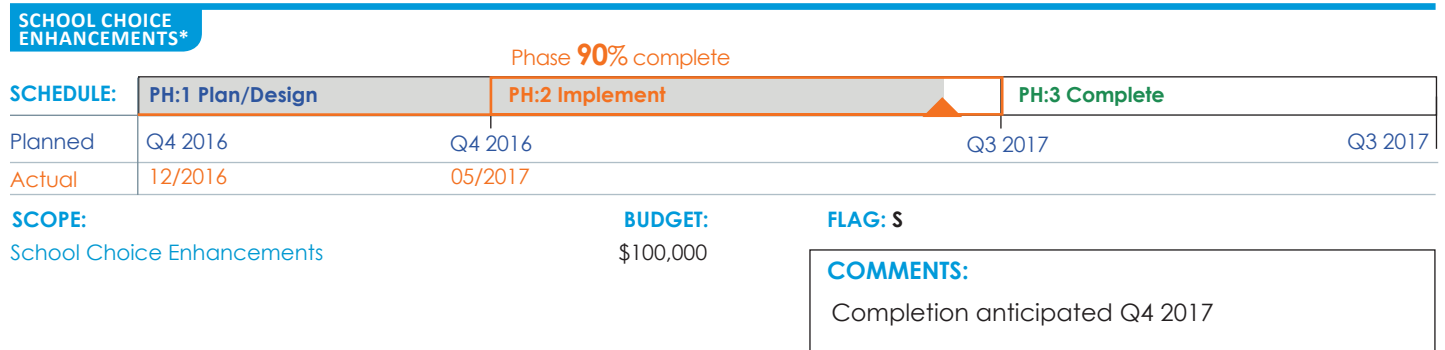 SCHOOL CHOICE
ENHANCEMENTS*
Phase 90% complete
SCHEDULE: PH:1 Plan/Design PH:2 Implement PH:3 Complete
Planned Q4 2016 Q4 2016 Q3 2017 Q3 2017
Actual 12/2016 05/2017
SCOPE: BUDGET: FLAG: S
School Choice Enhancements $100,000
COMMENTS:
Completion anticipated Q4 2017